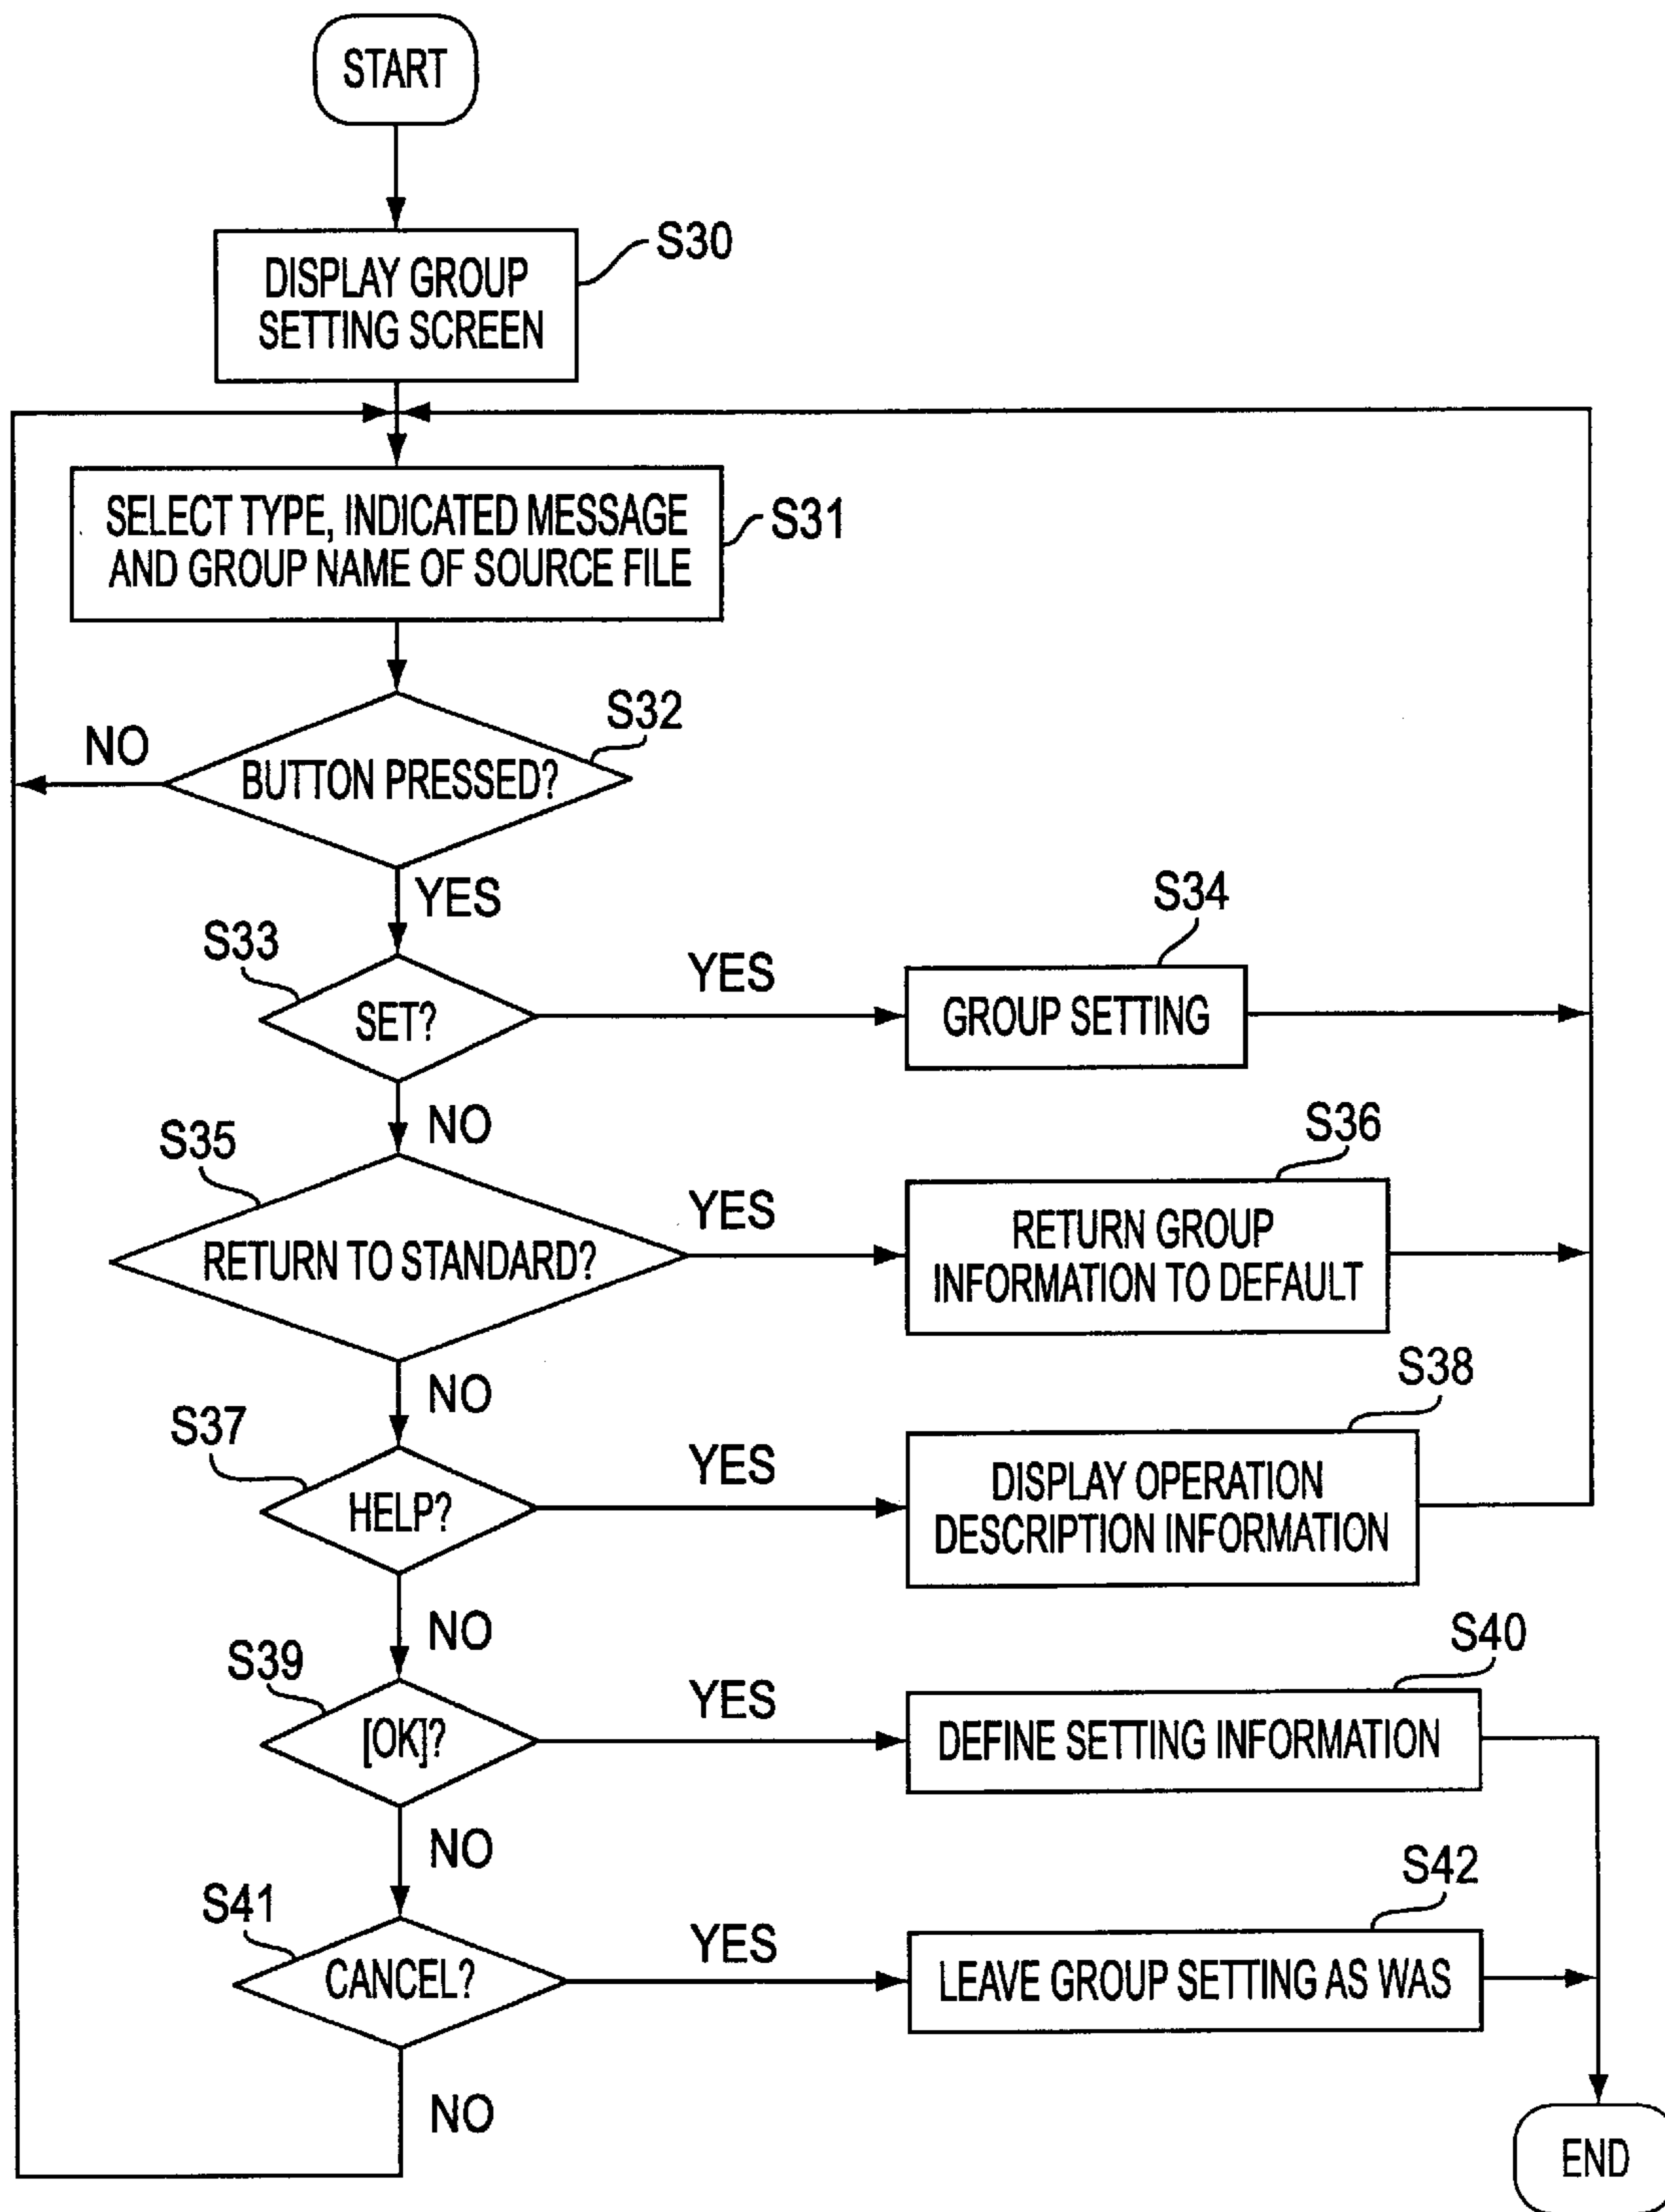 START
S30
DISPLAY GROUP
SETTING SCREEN
SELECT TYPE, INDICATED MESSAGE
AND GROUP NAME OF SOURCE FILE
S31
S32
NO
BUTTON PRESSED?
YES
S33
SET?
YES
S34
GROUP SETTING
NO
S35
RETURN TO STANDARD?
YES
S36
RETURN GROUP
INFORMATION TO DEFAULT
NO
S37
HELP?
YES
S38
DISPLAY OPERATION
DESCRIPTION INFORMATION
NO
S39
[OK]?
YES
S40
DEFINE SETTING INFORMATION
NO
S41
CANCEL?
YES
S42
LEAVE GROUP SETTING AS WAS
NO
END